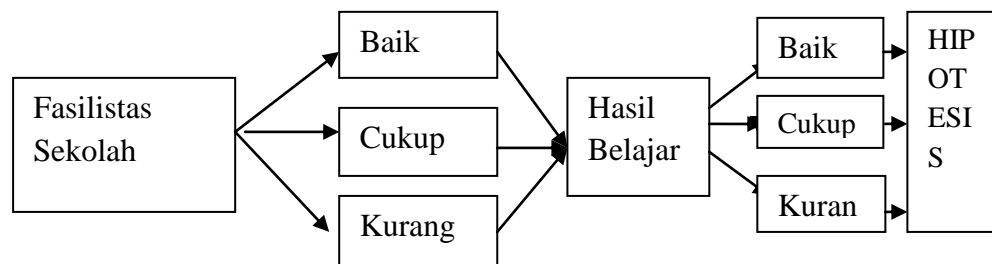 Fasilistas
Sekolah
Baik
Cukup
Kurang
Hasil
Belajar
Baik
Cukup
Kuran
HIP
OT
ESI
S